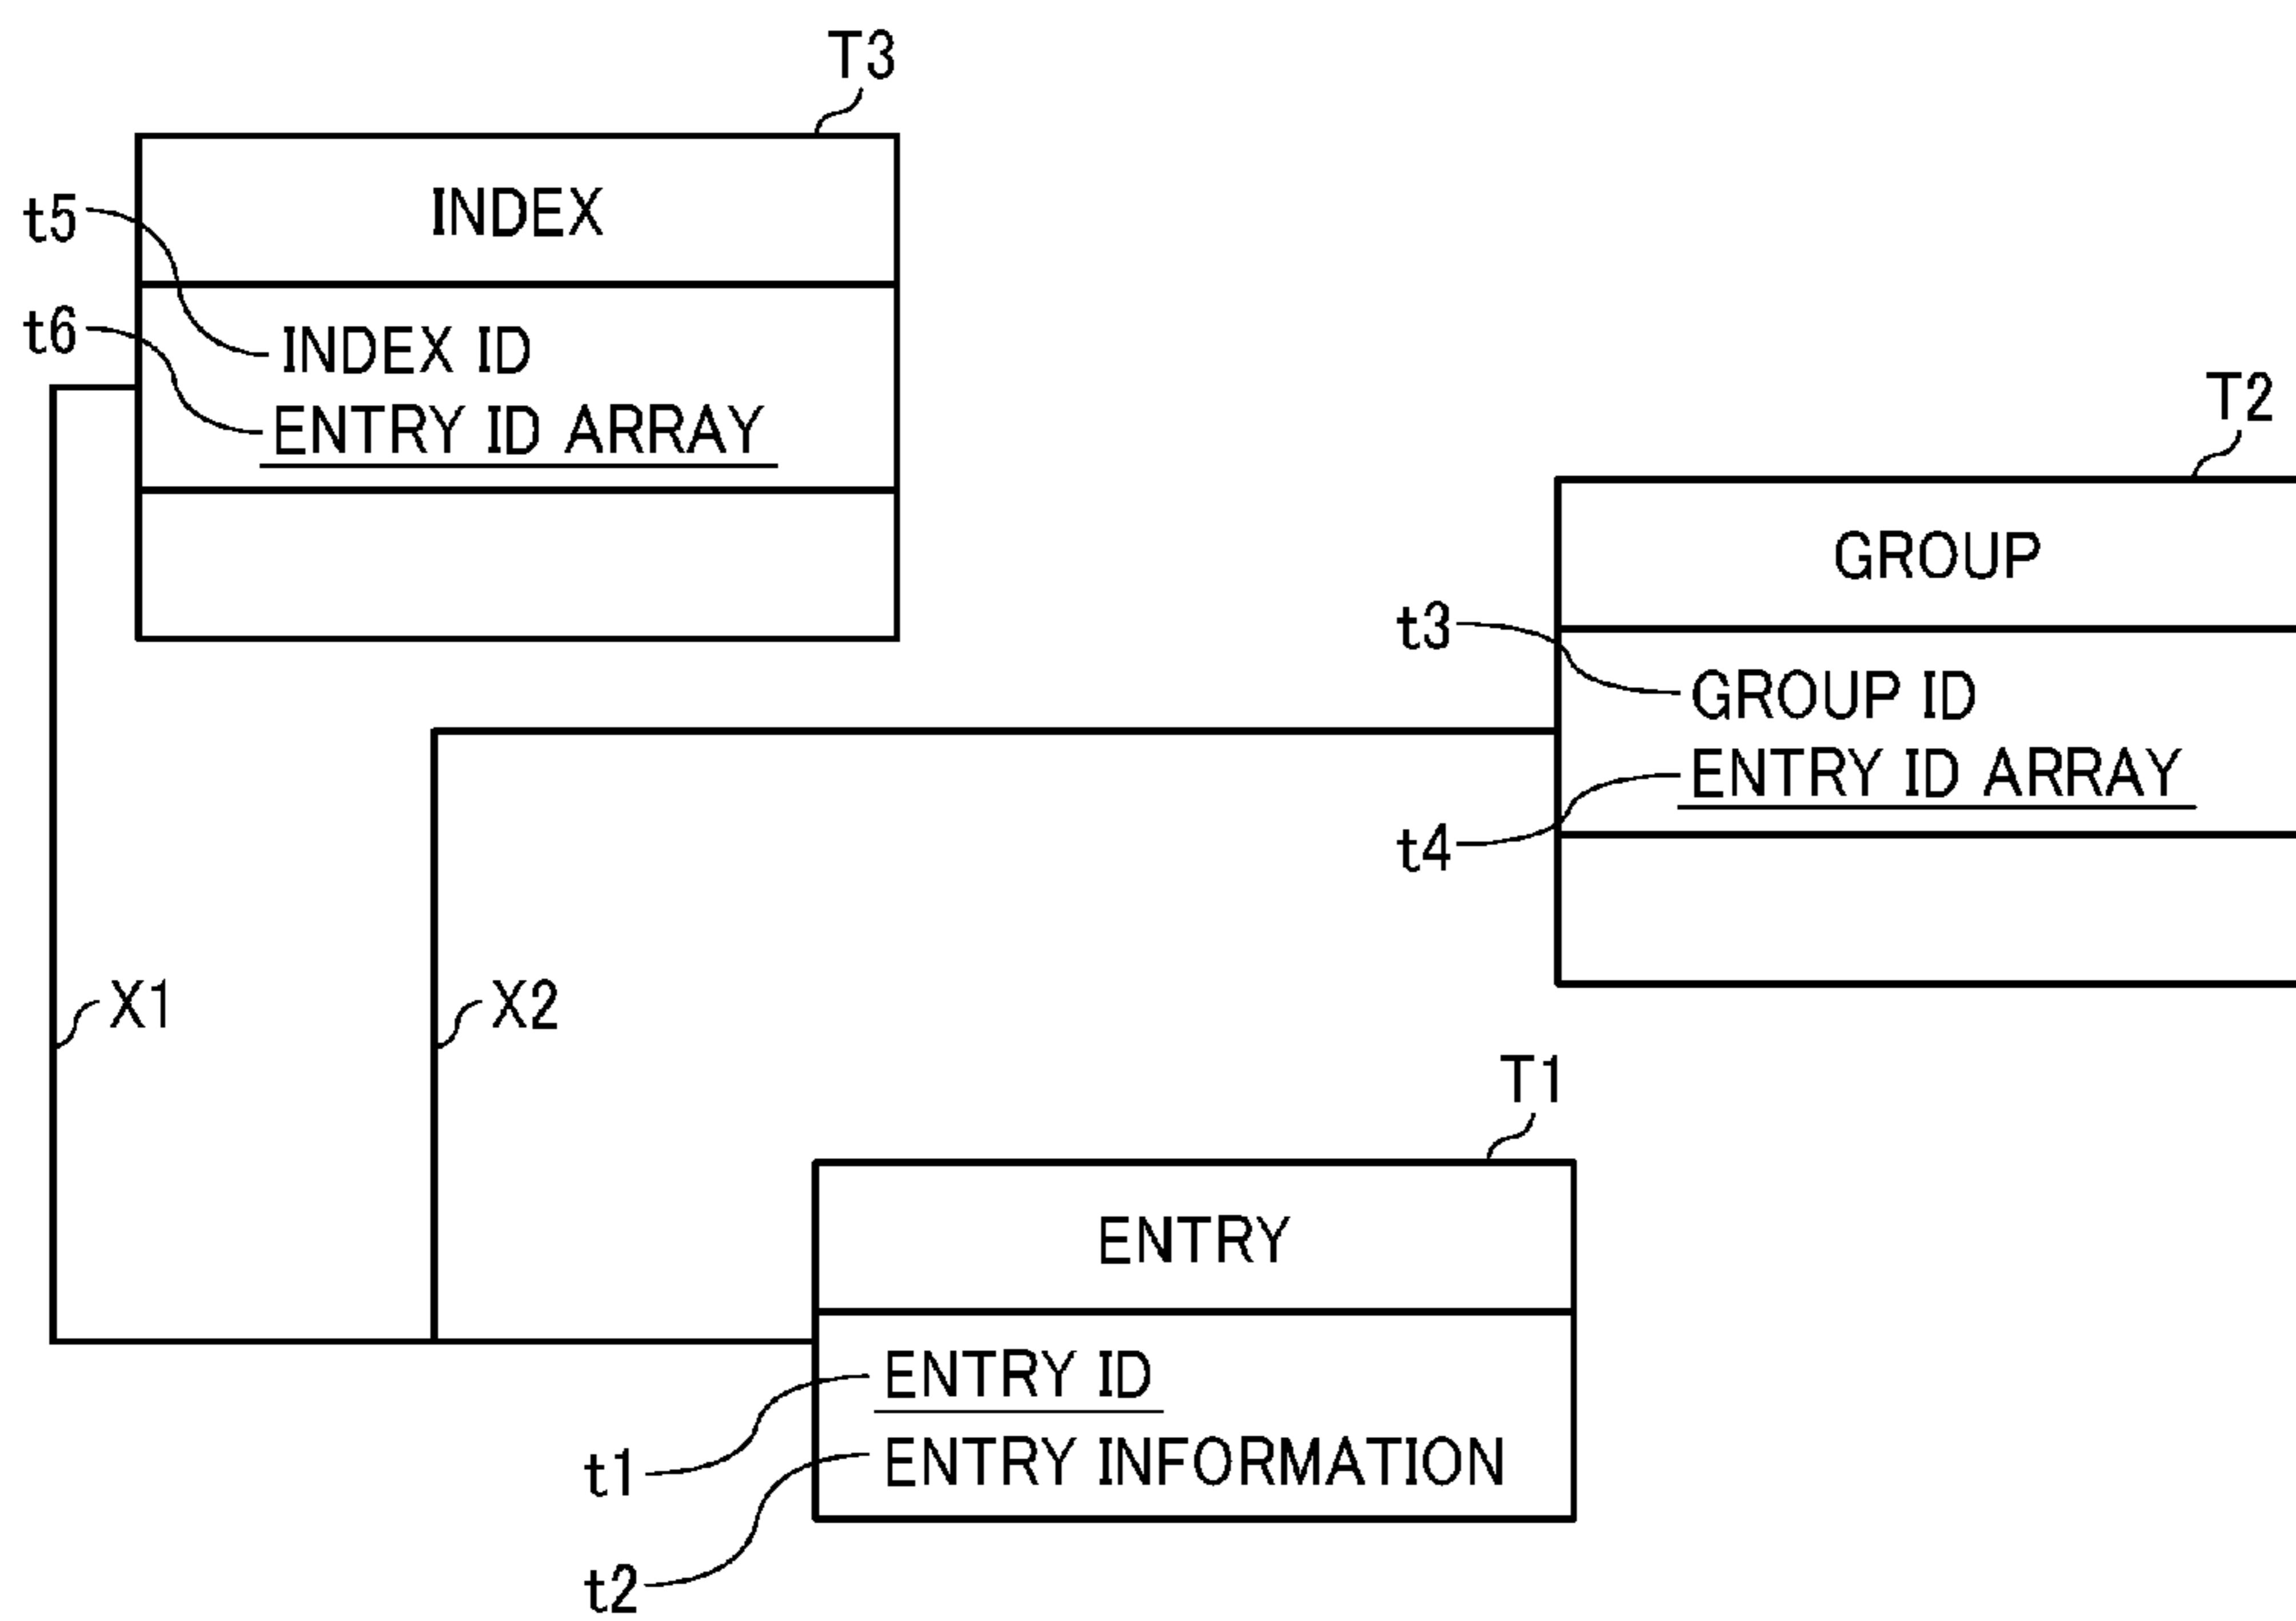 T3
INDEX
t5
INDEX ID
t6
ENTRY ID ARRAY
T2
GROUP
t3
GROUP ID
ENTRY ID ARRAY
t4
X1
X2
T1
ENTRY
ENTRY ID
t1
ENTRY INFORMATION
t2